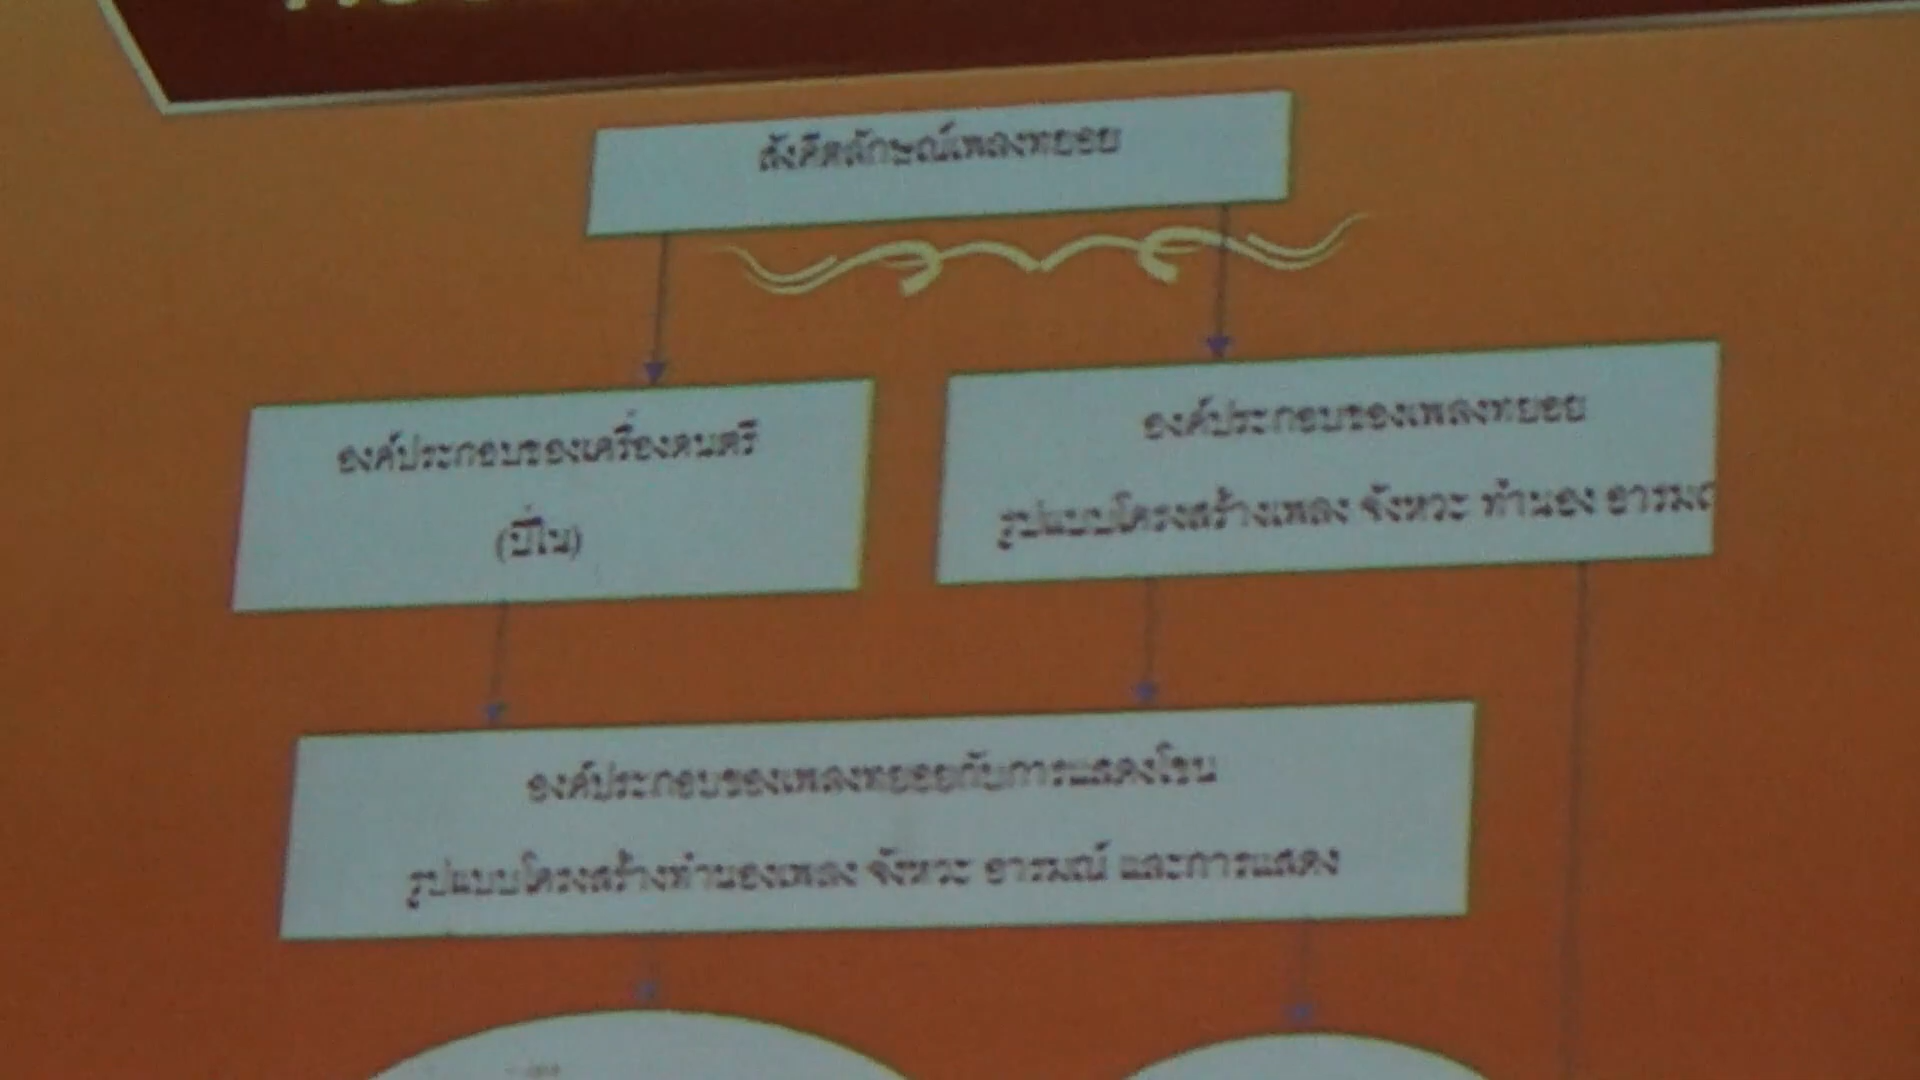 สังคีตลักษณ์เพลงทยอย
องค์ประกอบของเครื่องดนตรี
(ปี่ใน)
องค์ประกอบของเพลงทยอย
รูปแบบโครงสร้างเพลง จังหวะ ทำนอง อารมณ
องค์ประกอบของเพลงทยอยกับการแสดงโขน
รูปแบบโครงสร้างทำนองเพลง จังหวะ อารมณ์ และการแสดง